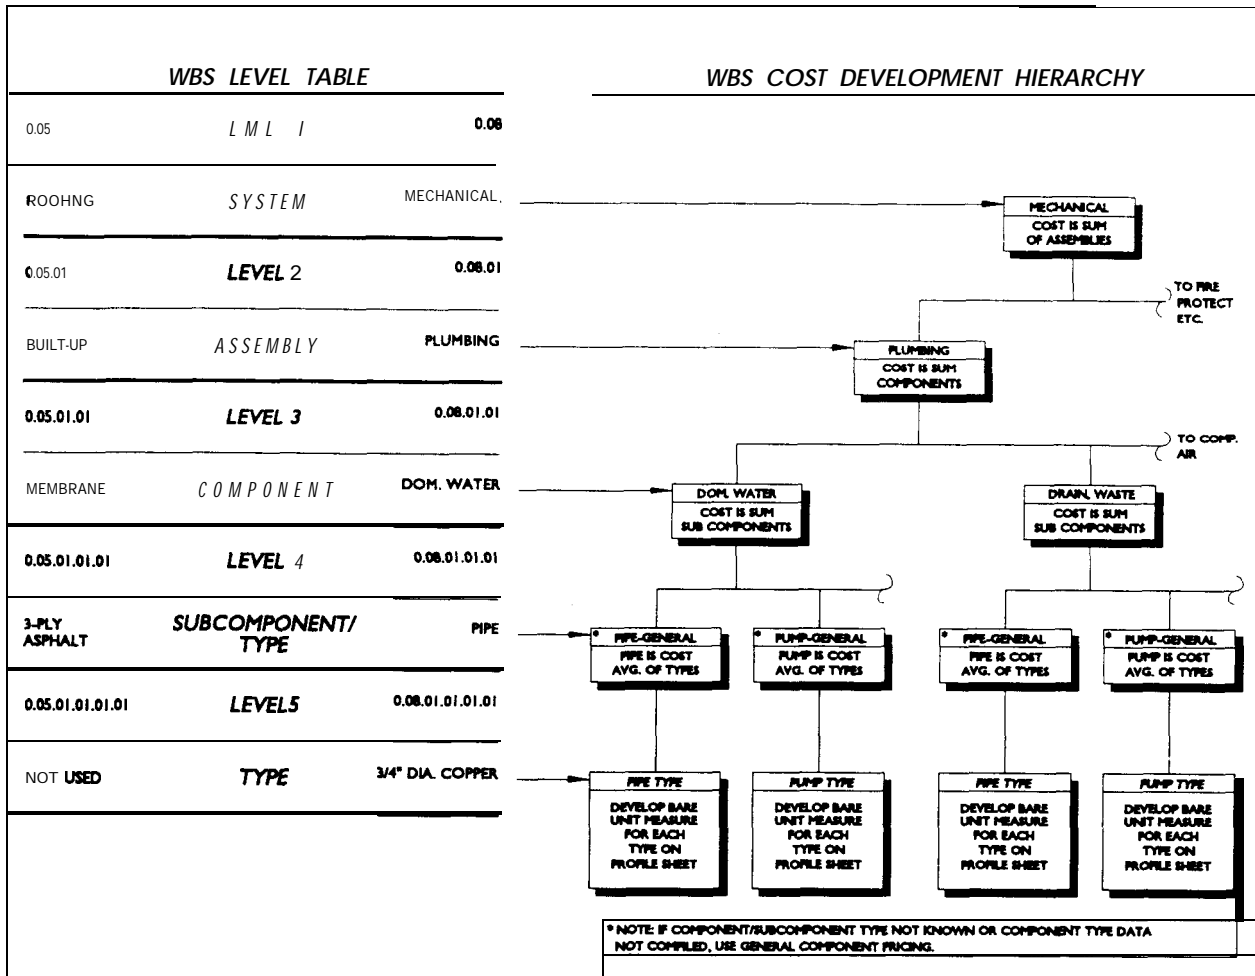 WBS LEVEL TABLE
WBS COST DEVELOPMENT HIERARCHY
0.05 LML I 0.08
ROOHNG SYSTEM MECHANICAL
0.05.01 LEVEL 2 0.08.01
BUILT-UP ASSEMBLY PLUMBING
0.05.01.01 LEVEL 3 0.08.01.01
MEMBRANE COMPONENT DOM. WATER
0.05.01.01.01 LEVEL 4 0.08.01.01.01
3-PLY
ASPHALT
SUBCOMPONENT/
TYPE
PIPE
0.05.01.01.01.01 LEVEL5 0.08.01.01.01.01
NOT USED TYPE 3/4" DIA. COPPER
MECHANICAL
COST IS SUM
OF ASSEMBLIES
TO FIRE
PROTECT
ETC.
PLUMBING
COST IS SUM
COMPONENTS
TO COMP.
AIR
DOM. WATER
COST IS SUM
SUB COMPONENTS
DRAIN, WASTE
COST IS SUM
SUB COMPONENTS
* PIPE-GENERAL
PIPE IS COST
AVG. OF TYPES
* PUMP-GENERAL
PUMP IS COST
AVG. OF TYPES
* PIPE-GENERAL
PIPE IS COST
AVG. OF TYPES
* PUMP-GENERAL
PUMP IS COST
AVG. OF TYPES
PIPE TYPE
DEVELOP BARE
UNIT MEASURE
FOR EACH
TYPE ON
PROFILE SHEET
PUMP TYPE
DEVELOP BARE
UNIT MEASURE
FOR EACH
TYPE ON
PROFILE SHEET
PIPE TYPE
DEVELOP BARE
UNIT MEASURE
FOR EACH
TYPE ON
PROFILE SHEET
PUMP TYPE
DEVELOP BARE
UNIT MEASURE
FOR EACH
TYPE ON
PROFILE SHEET
* NOTE: IF COMPONENT/SUBCOMPONENT TYPE NOT KNOWN OR COMPONENT TYPE DATA
NOT COMPILED, USE GENERAL COMPONENT PRICING.